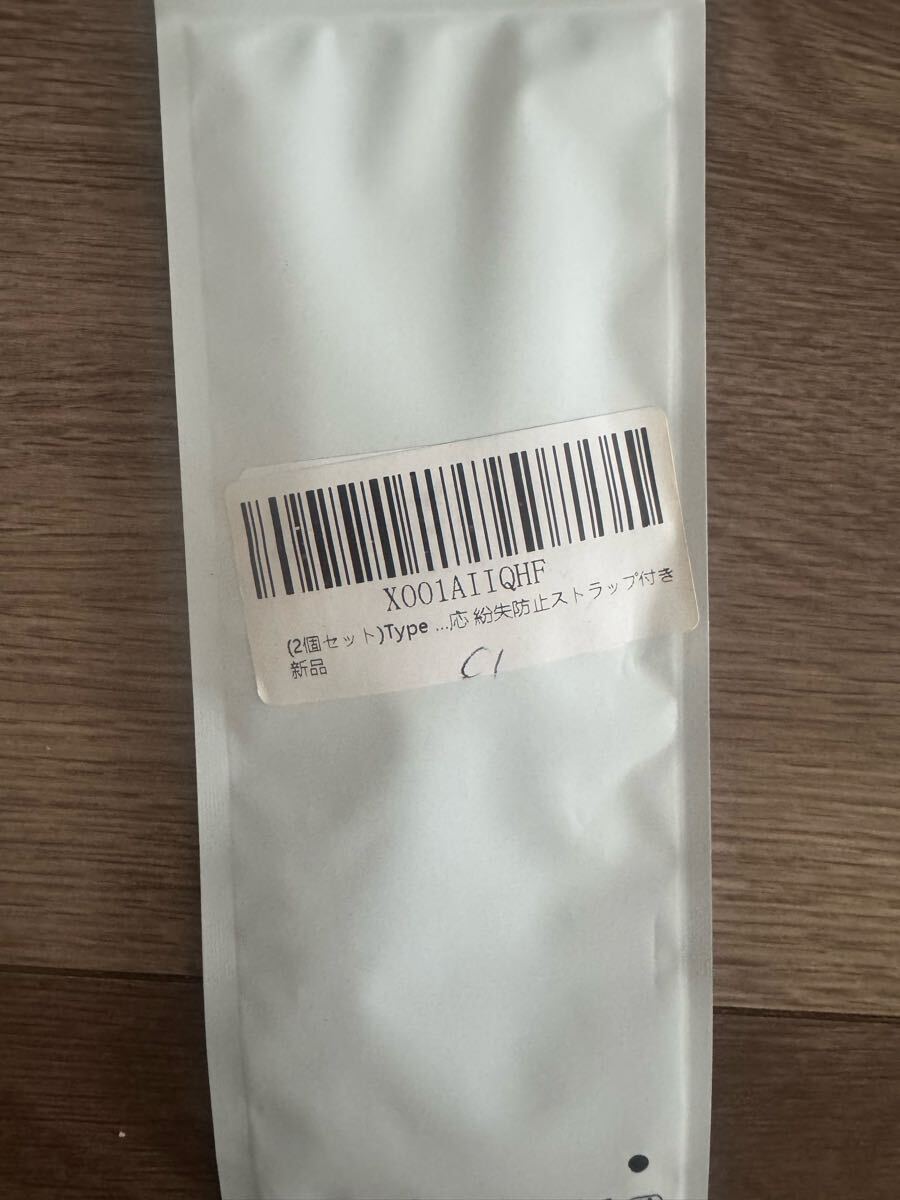 X001AIIQHF
(2個セット)Type ...応 紛失防止ストラップ付き
新品
C1